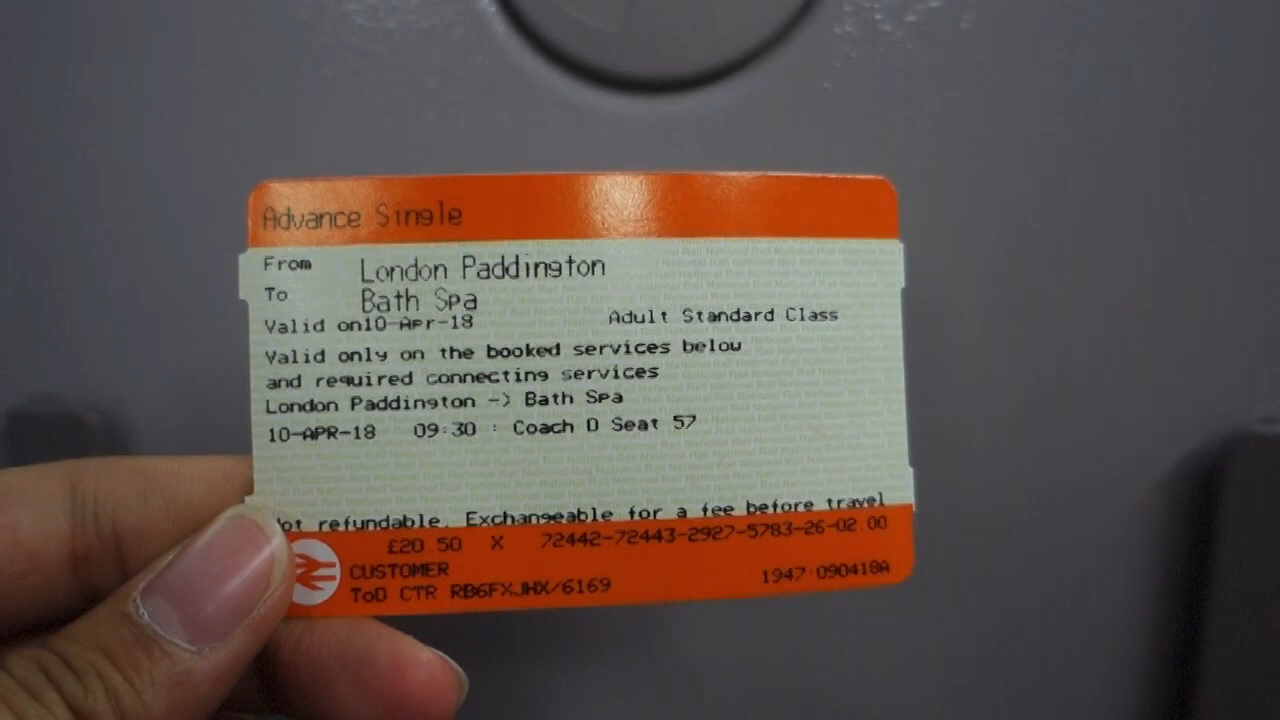 Advance Single
From London Paddington
To Bath Spa
Valid on10-Apr-18 Adult Standard Class
Valid only on the booked services below
and required connecting services
London Paddington -> Bath Spa
10-APR-18 09:30 : Coach D Seat 57
Not refundable. Exchangeable for a fee before travel
£20.50 X 72442-72443-2927-5783-26-02.00
CUSTOMER
ToD CTR RB6FXJHX/6169 1947 090418A